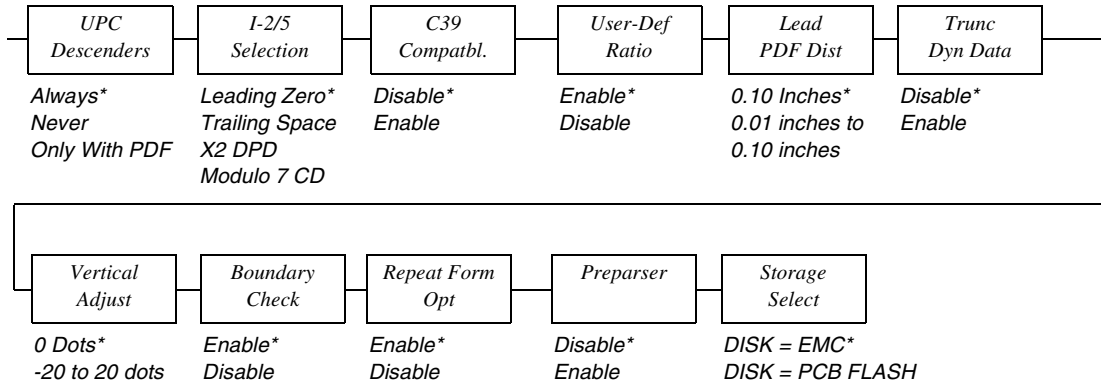 UPC
Descenders
I-2/5
Selection
C39
Compatbl.
User-Def
Ratio
Lead
PDF Dist
Trunc
Dyn Data
Always*
Never
Only With PDF
Leading Zero*
Trailing Space
X2 DPD
Modulo 7 CD
Disable*
Enable
Enable*
Disable
0.10 Inches*
0.01 inches to
0.10 inches
Disable*
Enable
Vertical
Adjust
Boundary
Check
Repeat Form
Opt
Preparser
Storage
Select
0 Dots*
-20 to 20 dots
Enable*
Disable
Enable*
Disable
Disable*
Enable
DISK = EMC*
DISK = PCB FLASH